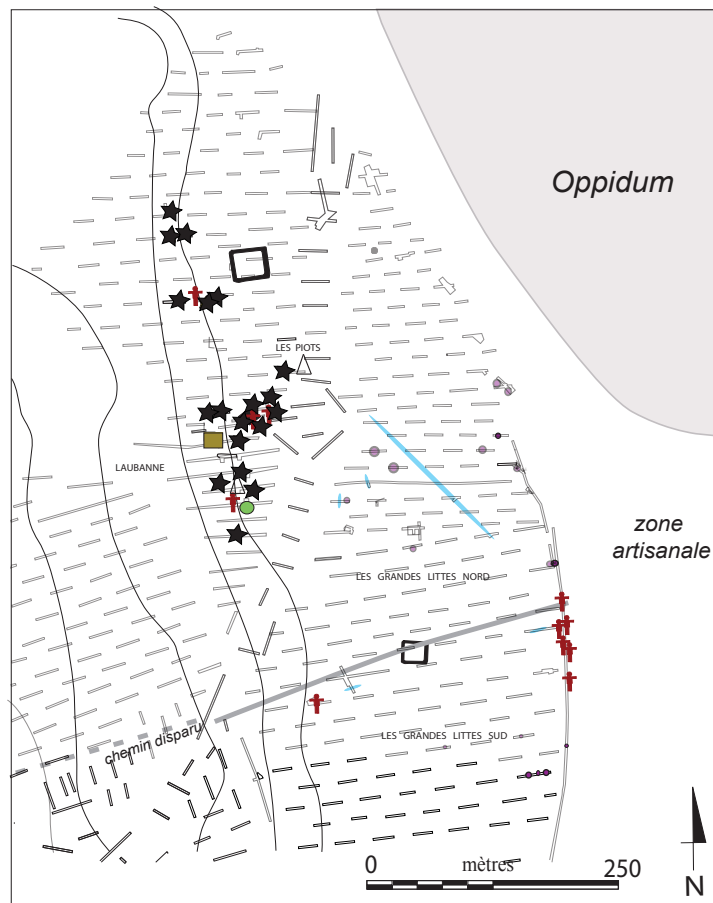 Oppidum
LES PIOTS
LAUBANNE
zone
artisanale
LES GRANDES LITTES NORD
LES GRANDES LITTES SUD
chemin disparu
0 mètres 250
N